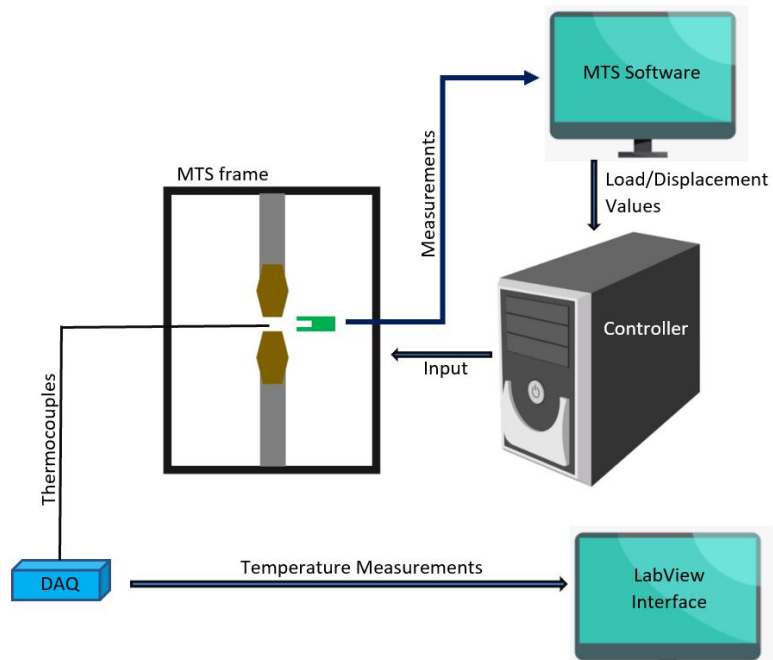 MTS Software
MTS frame
Measurements
Load/Displacement
Values
Controller
Input
Thermocouples
DAQ
Temperature Measurements
LabView
Interface